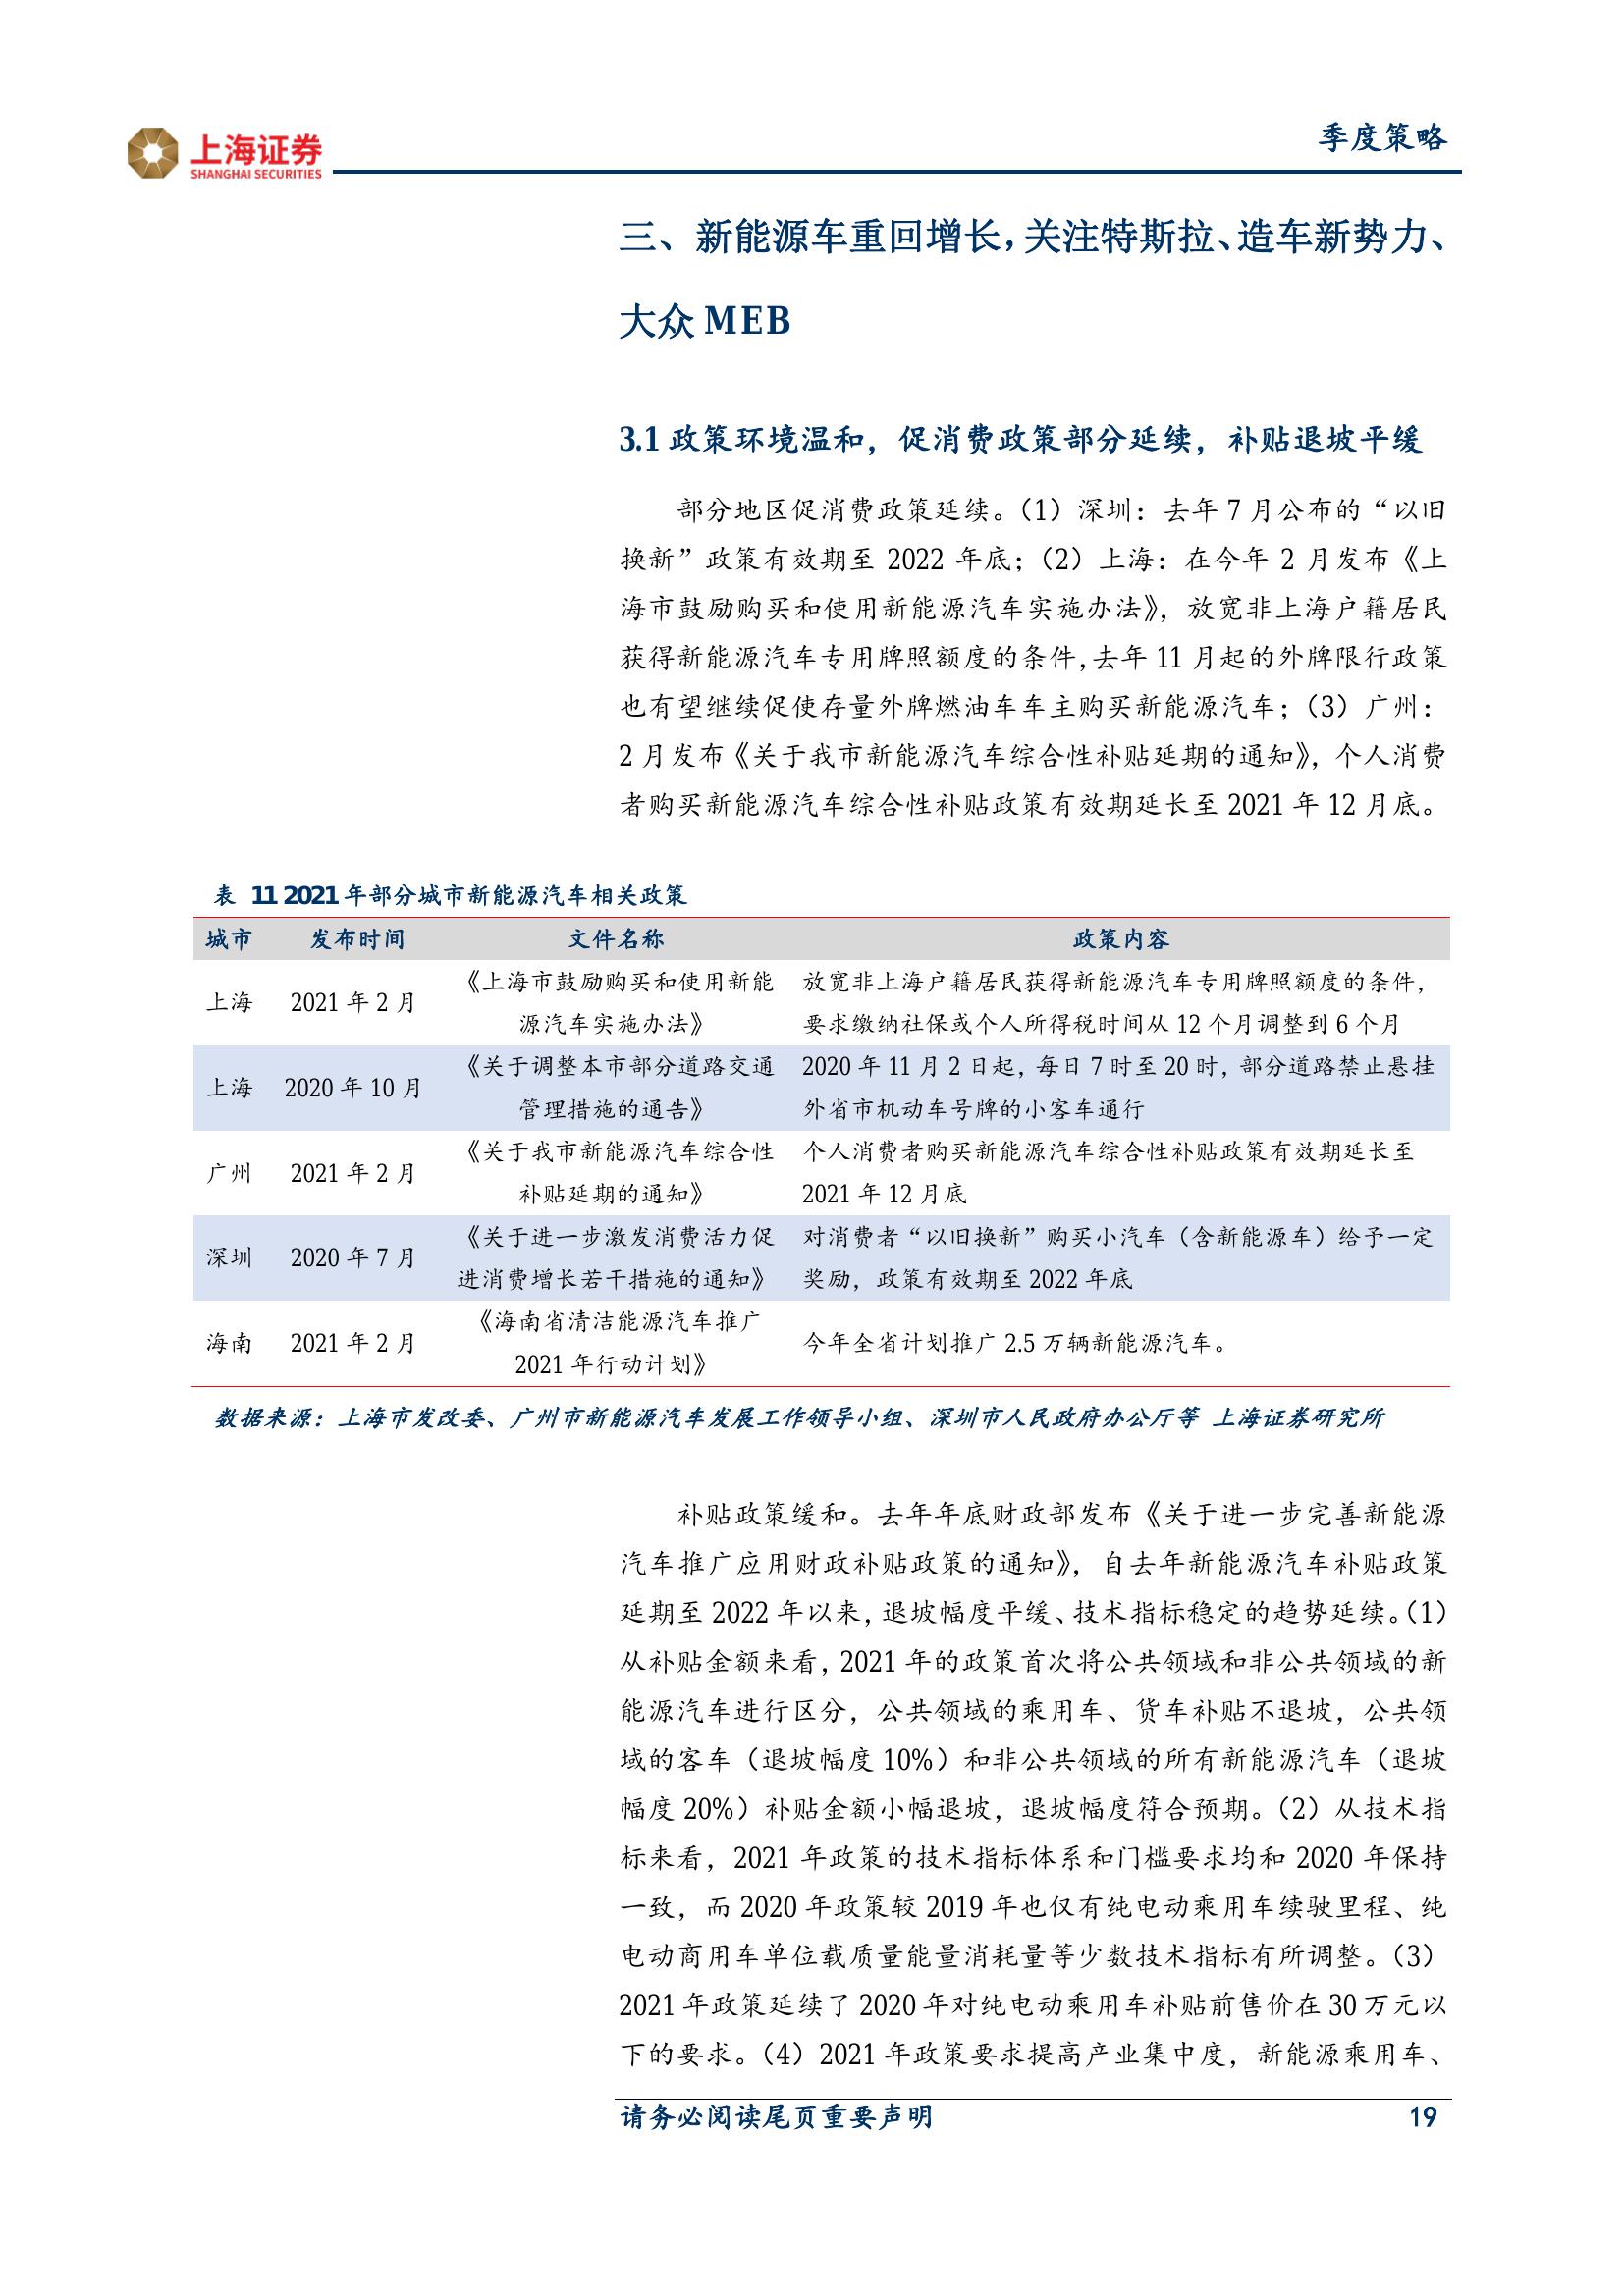 上海证券
SHANGHAI SECURITIES
季度策略
三、新能源车重回增长，关注特斯拉、造车新势力、
大众 MEB
3.1 政策环境温和，促消费政策部分延续，补贴退坡平缓
部分地区促消费政策延续。（1）深圳：去年 7 月公布的“以旧
换新”政策有效期至 2022 年底；（2）上海：在今年 2 月发布《上
海市鼓励购买和使用新能源汽车实施办法》，放宽非上海户籍居民
获得新能源汽车专用牌照额度的条件，去年 11 月起的外牌限行政策
也有望继续促使存量外牌燃油车车主购买新能源汽车；（3）广州：
2 月发布《关于我市新能源汽车综合性补贴延期的通知》，个人消费
者购买新能源汽车综合性补贴政策有效期延长至 2021 年 12 月底。
表 11 2021 年部分城市新能源汽车相关政策
城市 发布时间 文件名称 政策内容
上海 2021 年 2 月 《上海市鼓励购买和使用新能 放宽非上海户籍居民获得新能源汽车专用牌照额度的条件，
源汽车实施办法》 要求缴纳社保或个人所得税时间从 12 个月调整到 6 个月
上海 2020 年 10 月 《关于调整本市部分道路交通 2020 年 11 月 2 日起，每日 7 时至 20 时，部分道路禁止悬挂
管理措施的通告》 外省市机动车号牌的小客车通行
广州 2021 年 2 月 《关于我市新能源汽车综合性 个人消费者购买新能源汽车综合性补贴政策有效期延长至
补贴延期的通知》 2021 年 12 月底
深圳 2020 年 7 月 《关于进一步激发消费活力促 对消费者“以旧换新”购买小汽车（含新能源车）给予一定
进消费增长若干措施的通知》 奖励，政策有效期至 2022 年底
海南 2021 年 2 月 《海南省清洁能源汽车推广 今年全省计划推广 2.5 万辆新能源汽车。
2021 年行动计划》
数据来源：上海市发改委、广州市新能源汽车发展工作领导小组、深圳市人民政府办公厅等 上海证券研究所
补贴政策缓和。去年年底财政部发布《关于进一步完善新能源
汽车推广应用财政补贴政策的通知》，自去年新能源汽车补贴政策
延期至 2022 年以来，退坡幅度平缓、技术指标稳定的趋势延续。（1）
从补贴金额来看，2021 年的政策首次将公共领域和非公共领域的新
能源汽车进行区分，公共领域的乘用车、货车补贴不退坡，公共领
域的客车（退坡幅度 10%）和非公共领域的所有新能源汽车（退坡
幅度 20%）补贴金额小幅退坡，退坡幅度符合预期。（2）从技术指
标来看，2021 年政策的技术指标体系和门槛要求均和 2020 年保持
一致，而 2020 年政策较 2019 年也仅有纯电动乘用车续驶里程、纯
电动商用车单位载质量能量消耗量等少数技术指标有所调整。（3）
2021 年政策延续了 2020 年对纯电动乘用车补贴前售价在 30 万元以
下的要求。（4）2021 年政策要求提高产业集中度，新能源乘用车、
请务必阅读尾页重要声明 19